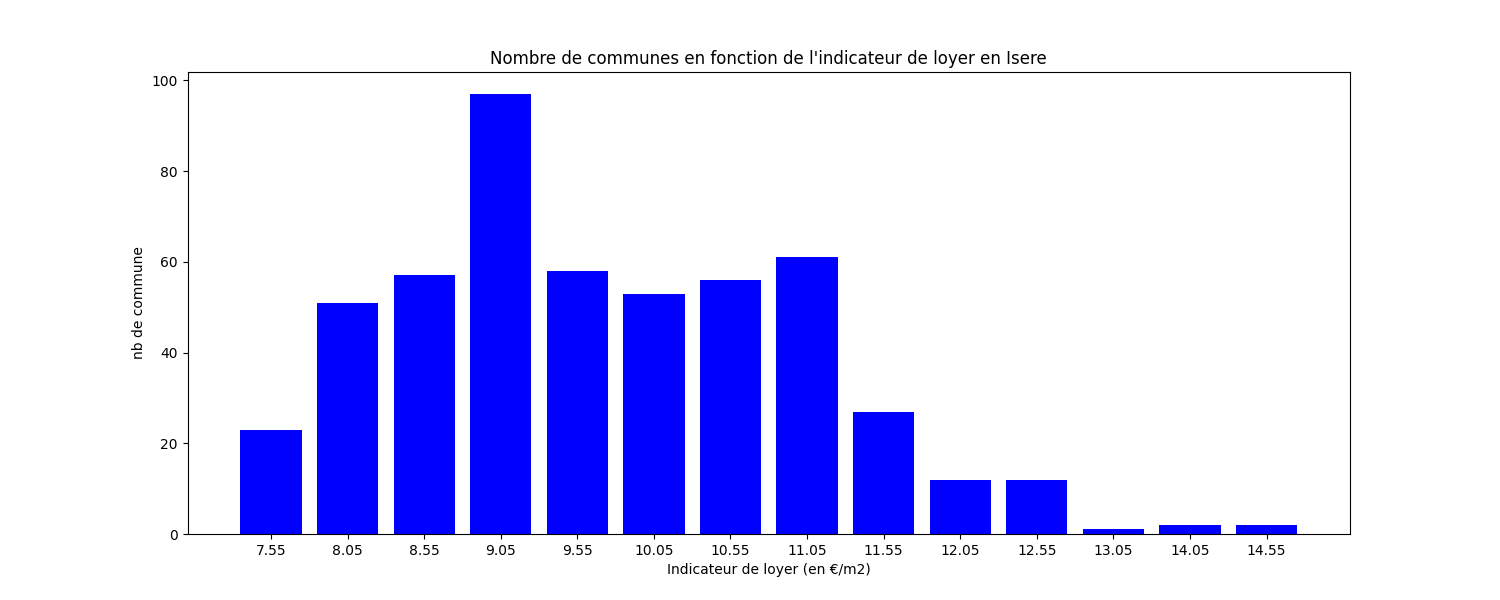 Nombre de communes en fonction de l'indicateur de loyer en Isere
100
80
60
40
20
0
nb de commune
7.55 8.05 8.55 9.05 9.55 10.05 10.55 11.05 11.55 12.05 12.55 13.05 14.05 14.55
Indicateur de loyer (en €/m2)